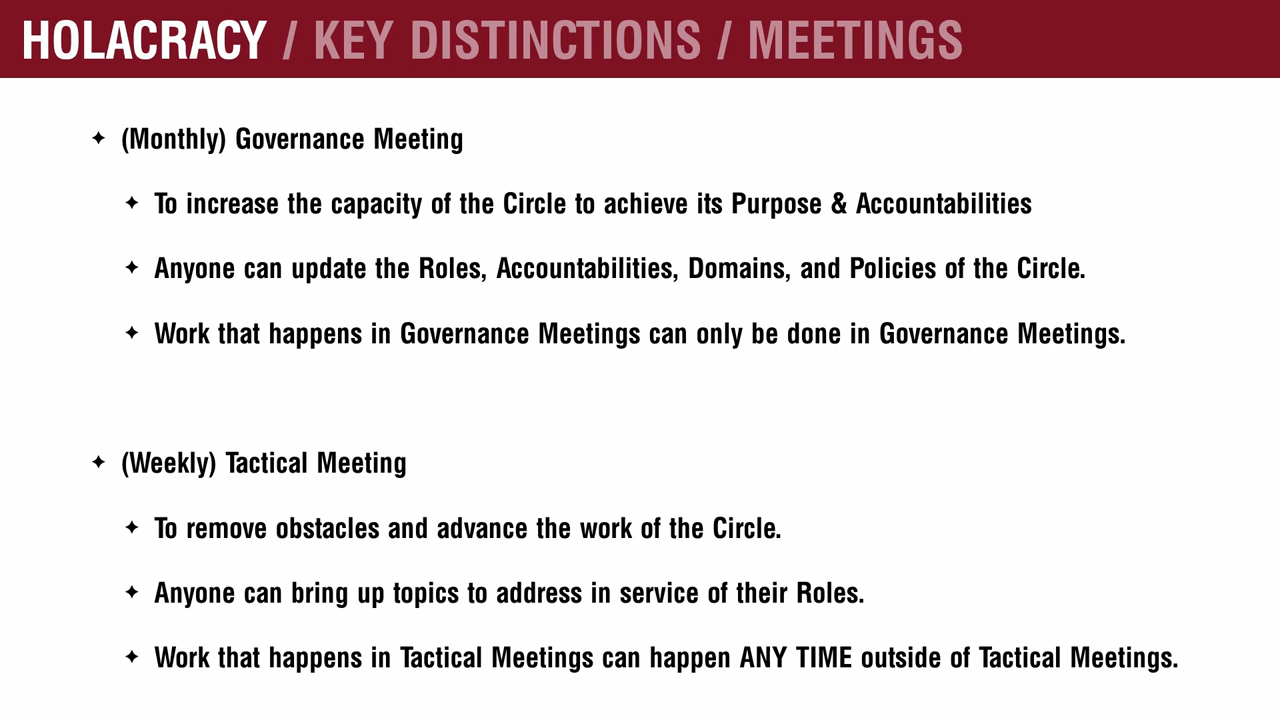 HOLACRACY / KEY DISTINCTIONS / MEETINGS
✦ (Monthly) Governance Meeting
✦ To increase the capacity of the Circle to achieve its Purpose & Accountabilities
✦ Anyone can update the Roles, Accountabilities, Domains, and Policies of the Circle.
✦ Work that happens in Governance Meetings can only be done in Governance Meetings.
✦ (Weekly) Tactical Meeting
✦ To remove obstacles and advance the work of the Circle.
✦ Anyone can bring up topics to address in service of their Roles.
✦ Work that happens in Tactical Meetings can happen ANY TIME outside of Tactical Meetings.